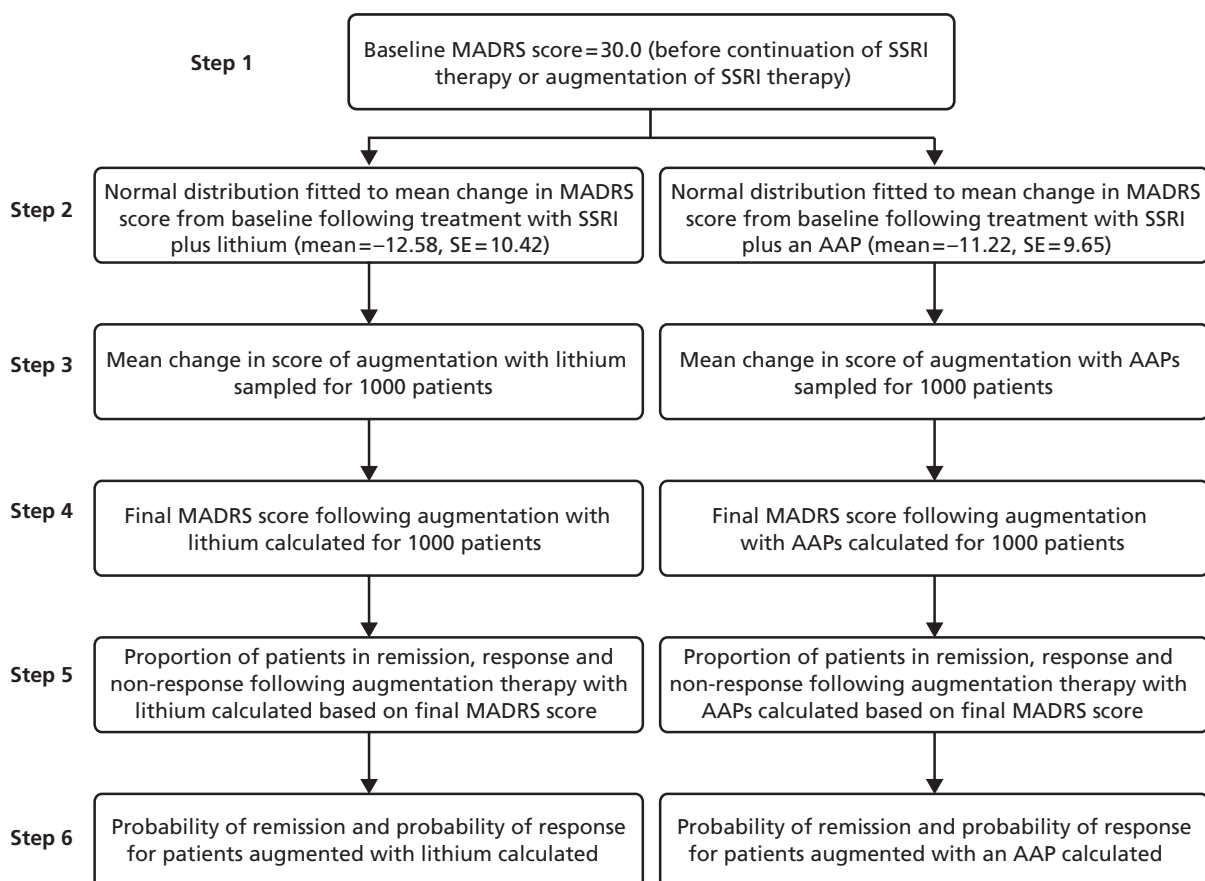 Step 1
Baseline MADRS score=30.0 (before continuation of SSRI
therapy or augmentation of SSRI therapy)
Step 2
Normal distribution fitted to mean change in MADRS
score from baseline following treatment with SSRI
plus lithium (mean=–12.58, SE=10.42)
Normal distribution fitted to mean change in MADRS
score from baseline following treatment with SSRI
plus an AAP (mean=–11.22, SE=9.65)
Step 3
Mean change in score of augmentation with lithium
sampled for 1000 patients
Mean change in score of augmentation with AAPs
sampled for 1000 patients
Step 4
Final MADRS score following augmentation with
lithium calculated for 1000 patients
Final MADRS score following augmentation
with AAPs calculated for 1000 patients
Step 5
Proportion of patients in remission, response and
non-response following augmentation therapy with
lithium calculated based on final MADRS score
Proportion of patients in remission, response and
non-response following augmentation therapy with
AAPs calculated based on final MADRS score
Step 6
Probability of remission and probability of response
for patients augmented with lithium calculated
Probability of remission and probability of response
for patients augmented with an AAP calculated